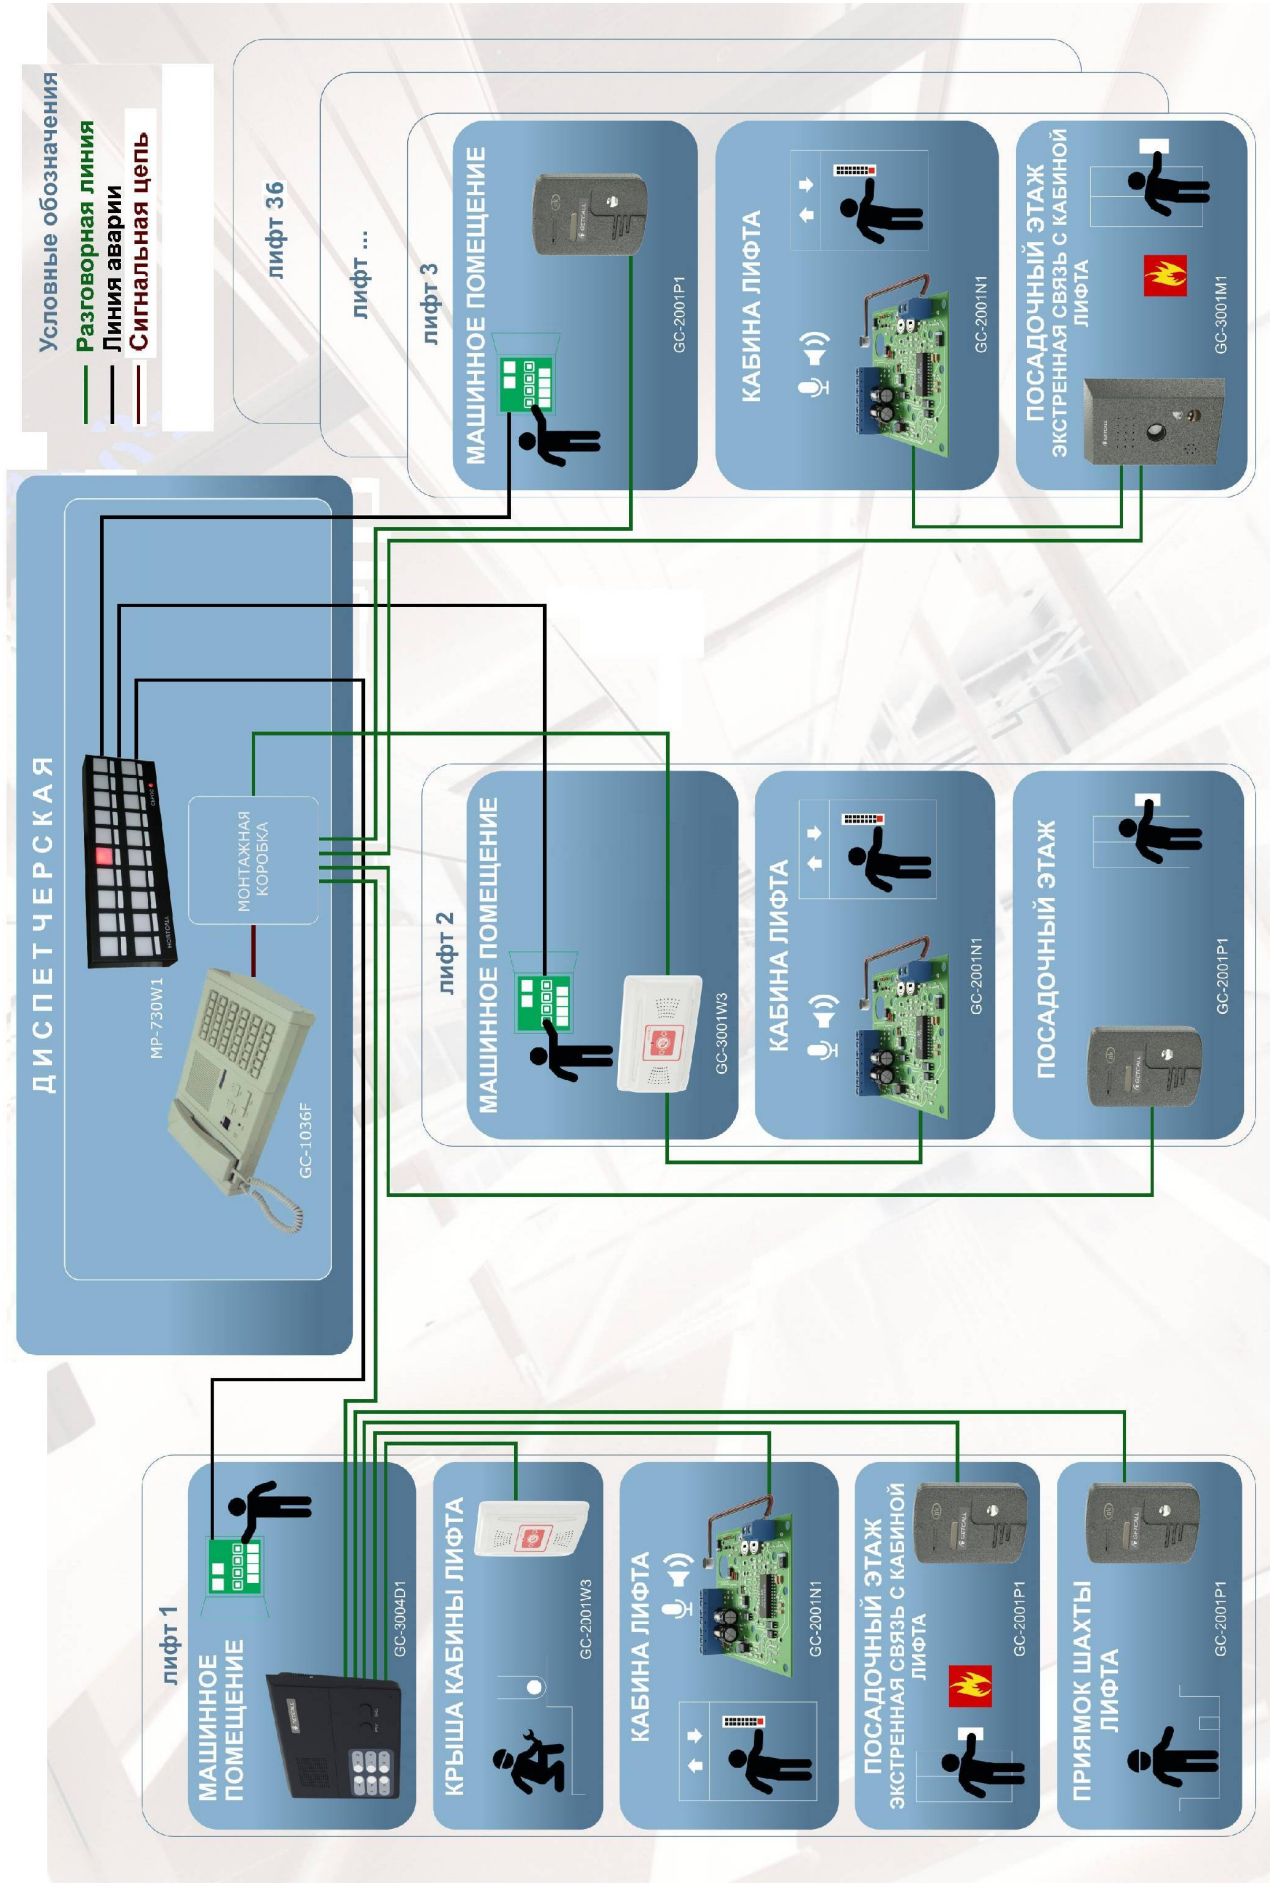 Условные обозначения
Разговорная линия
Линия аварии
Сигнальная цепь
ДИСПЕТЧЕРСКАЯ
MP-730W1
GC-1036F
МОНТАЖНАЯ
КОРОБКА
лифт 1
МАШИННОЕ
ПОМЕЩЕНИЕ
GC-3004D1
КРЫША КАБИНЫ ЛИФТА
GC-2001W3
КАБИНА ЛИФТА
GC-2001N1
ПОСАДОЧНЫЙ ЭТАЖ
ЭКСТРЕННАЯ СВЯЗЬ С КАБИНОЙ
ЛИФТА
GC-2001P1
GETCALL
ПРИЯМОК ШАХТЫ
ЛИФТА
GC-2001P1
GETCALL
лифт 2
МАШИННОЕ ПОМЕЩЕНИЕ
GC-3001W3
КАБИНА ЛИФТА
GC-2001N1
ПОСАДОЧНЫЙ ЭТАЖ
GC-2001P1
GETCALL
лифт 36
лифт ...
лифт 3
МАШИННОЕ ПОМЕЩЕНИЕ
GC-2001P1
GETCALL
КАБИНА ЛИФТА
GC-2001N1
ПОСАДОЧНЫЙ ЭТАЖ
ЭКСТРЕННАЯ СВЯЗЬ С КАБИНОЙ
ЛИФТА
GC-3001M1